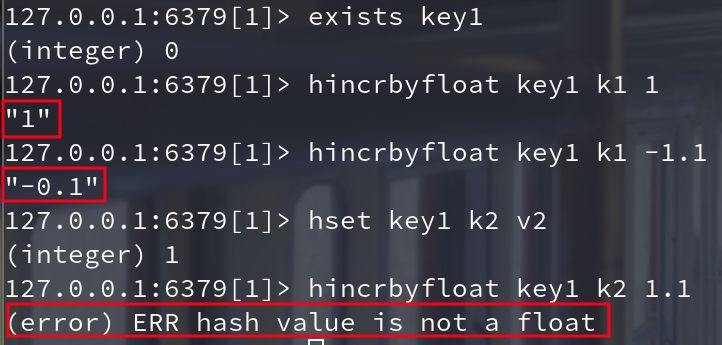 127.0.0.1:6379[1]> exists key1
(integer) 0
127.0.0.1:6379[1]> hincrbyfloat key1 k1 1
"1"
127.0.0.1:6379[1]> hincrbyfloat key1 k1 -1.1
"-0.1"
127.0.0.1:6379[1]> hset key1 k2 v2
(integer) 1
127.0.0.1:6379[1]> hincrbyfloat key1 k2 1.1
(error) ERR hash value is not a float